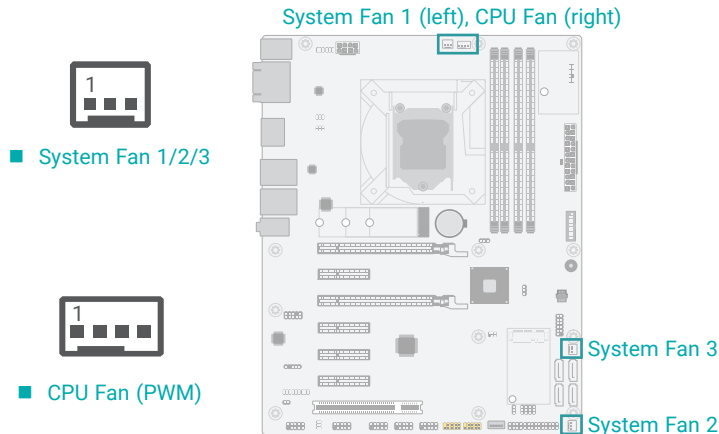 System Fan 1 (left), CPU Fan (right)
1
System Fan 1/2/3
1
CPU Fan (PWM)
System Fan 3
System Fan 2